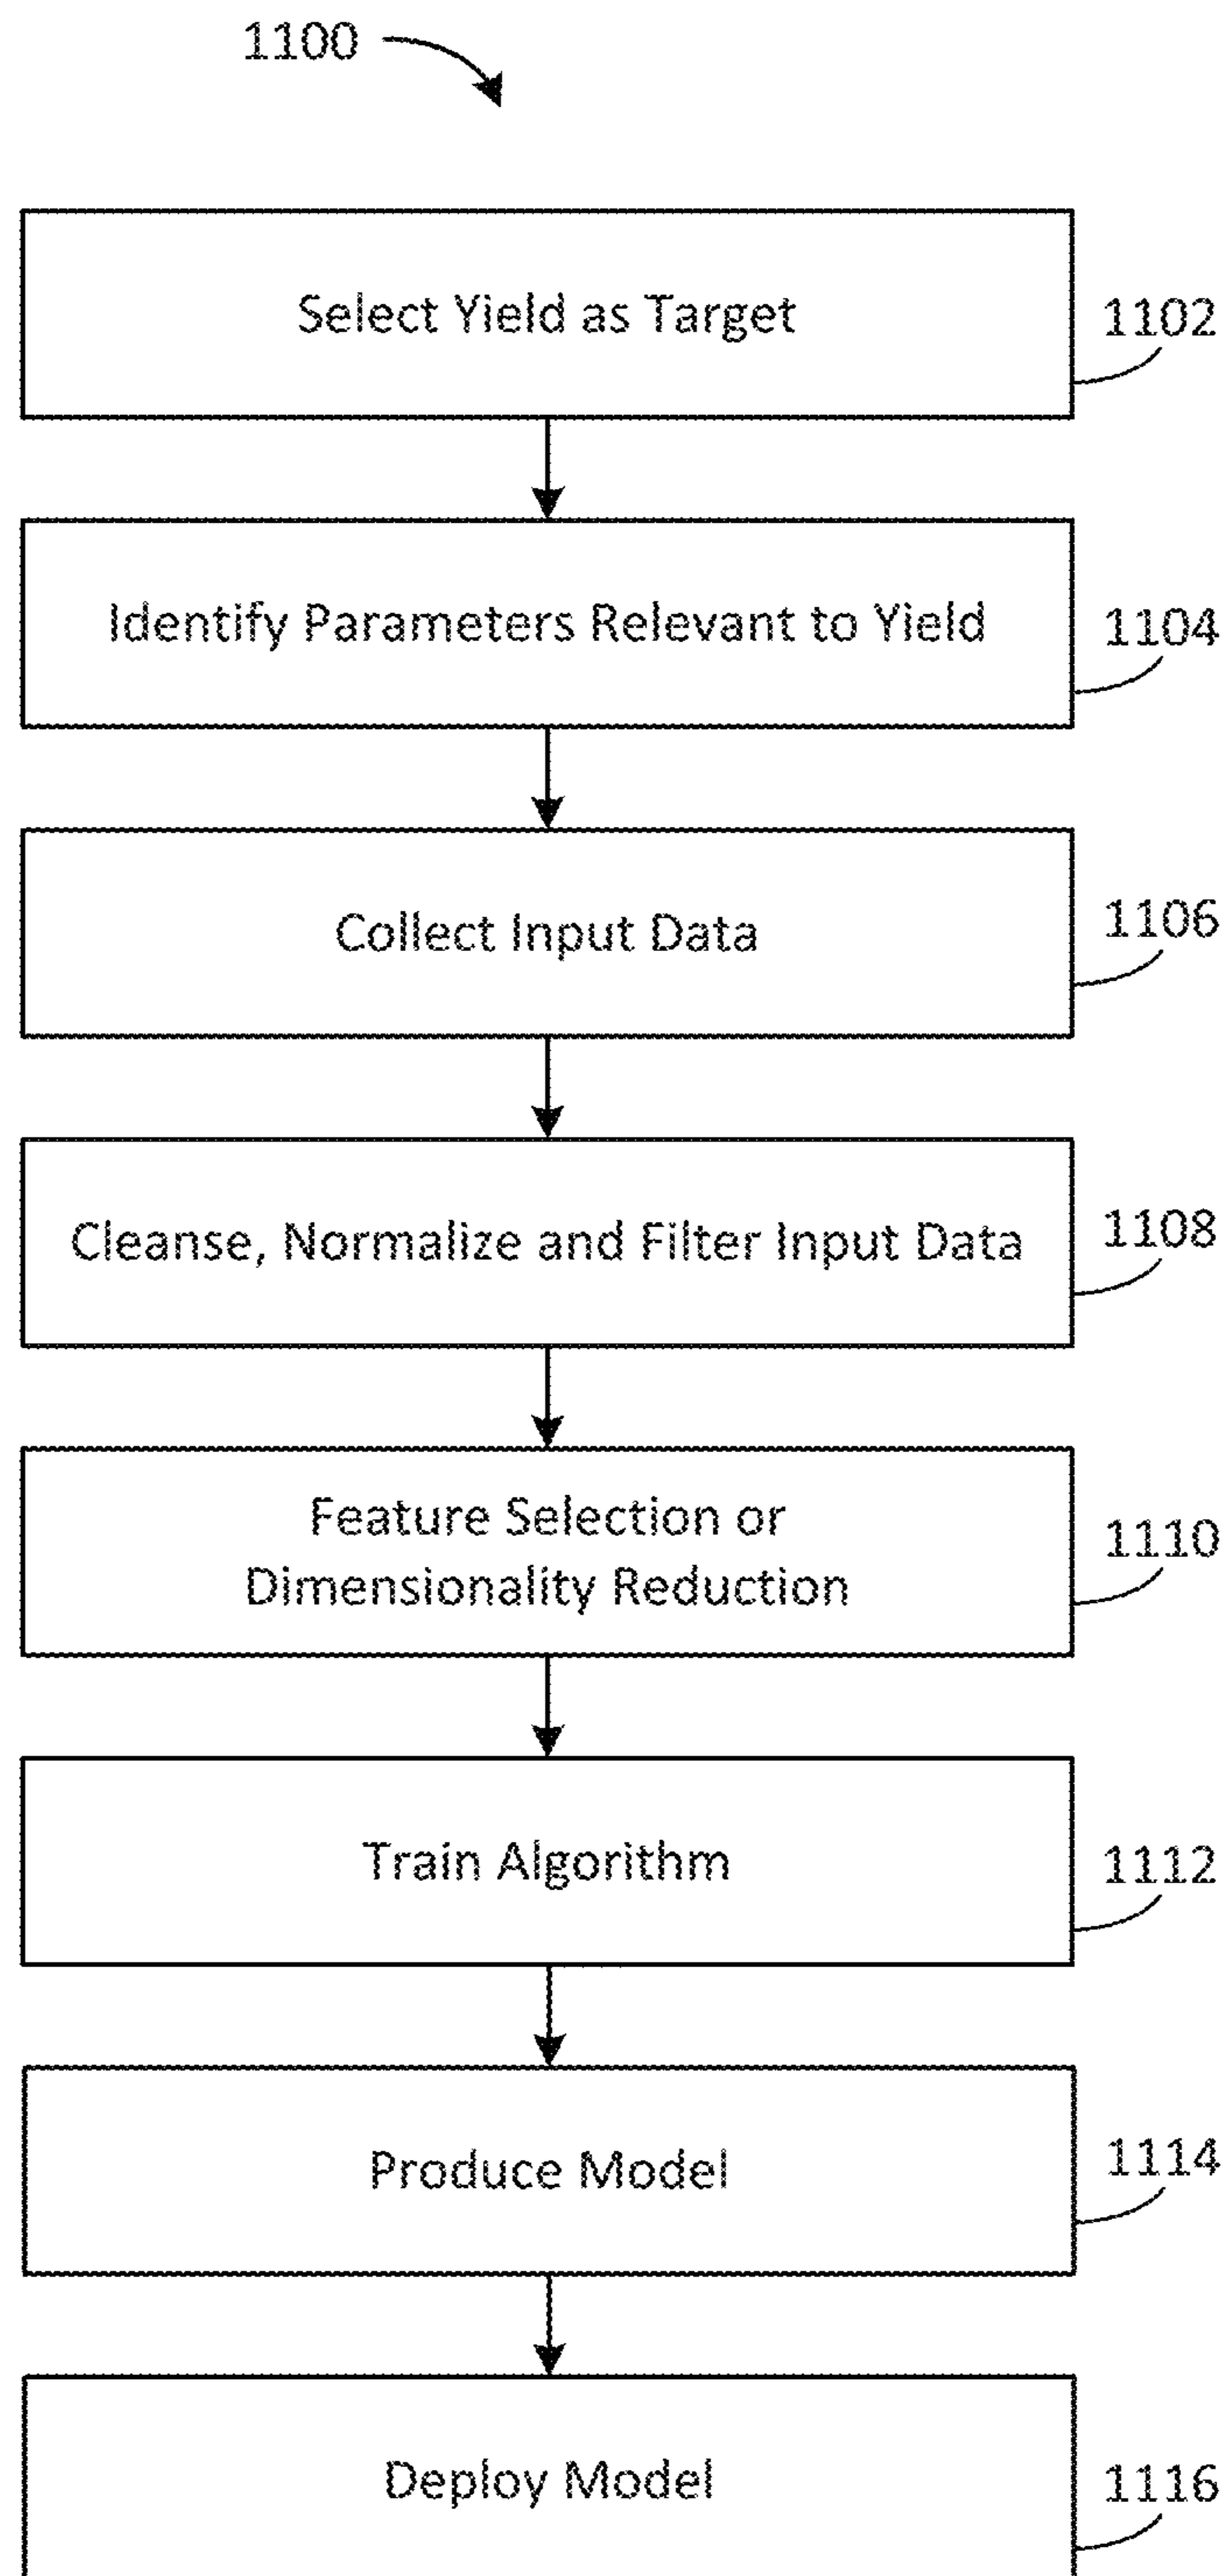 1100
Select Yield as Target
1102
Identify Parameters Relevant to Yield
1104
Collect Input Data
1106
Cleanse, Normalize and Filter Input Data
1108
Feature Selection or
Dimensionality Reduction
1110
Train Algorithm
1112
Produce Model
1114
Deploy Model
1116